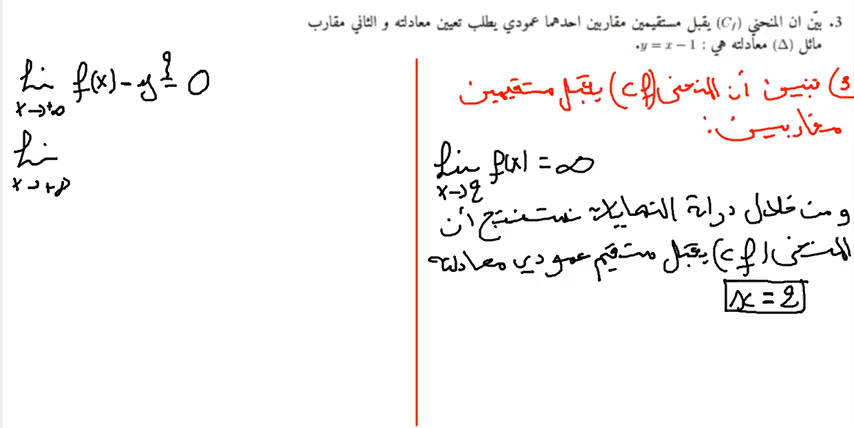 3. بيّن ان المنحني (C_f) يقبل مستقيمين مقاربين احدهما عمودي يطلب تعيين معادلته و الثاني مقارب
مائل (Δ) معادلته هي : y = x − 1.
3) تبيين أن المنحنى (Cf) يقبل مستقيمين
مقاربين:
lim f(x) = ∞
x→2
و من خلال دراسة النهايات نستنتج أن
المنحنى (Cf) يقبل مستقيم عمودي معادلته
x = 2
lim f(x) - y ?= 0
x→+∞
lim
x→+∞